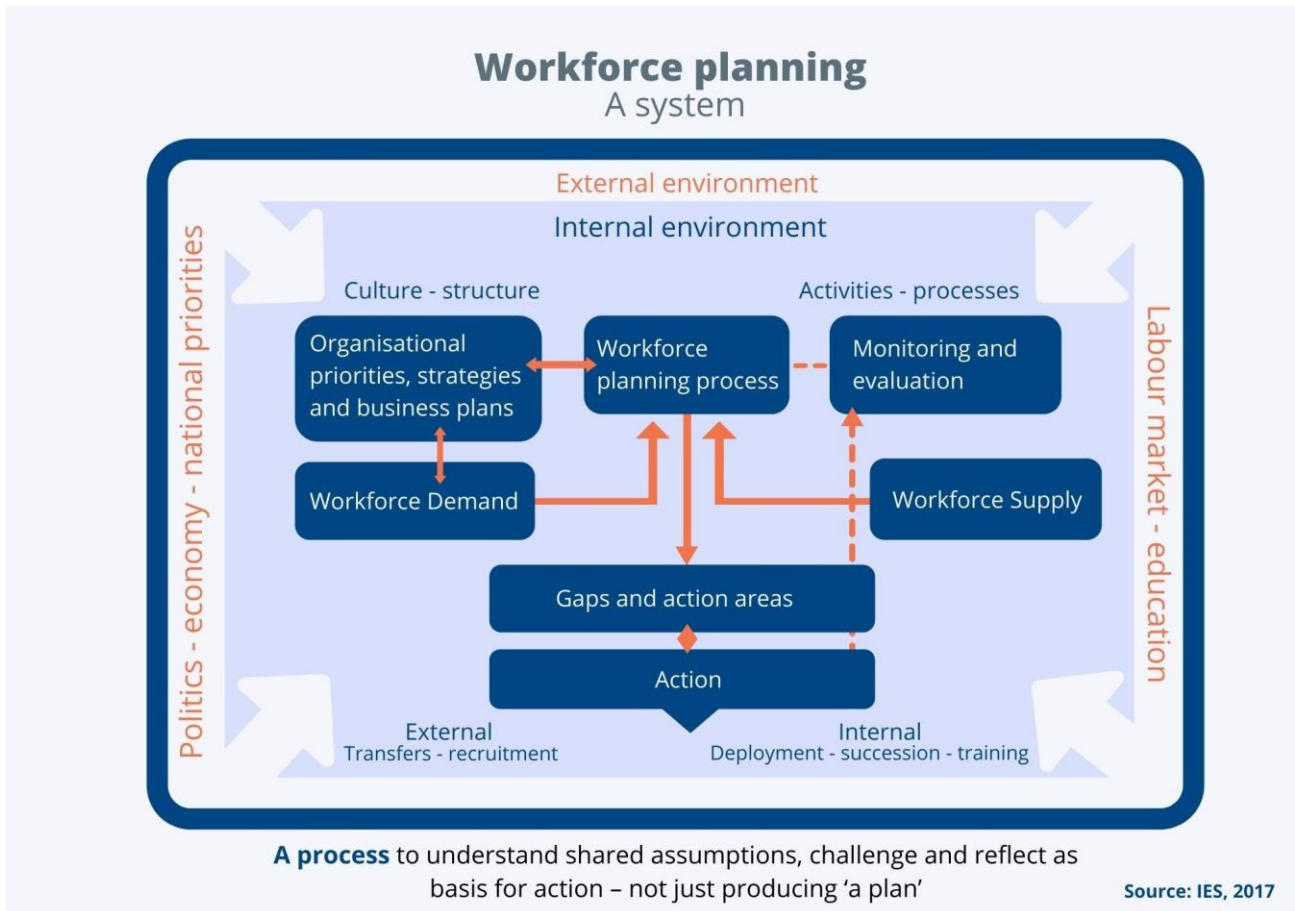 Workforce planning
A system
External environment
Internal environment
Politics - economy - national priorities
Labour market - education
Culture - structure
Activities - processes
Organisational
priorities, strategies
and business plans
Workforce
planning process
Monitoring and
evaluation
Workforce Demand
Workforce Supply
Gaps and action areas
Action
External
Transfers - recruitment
Internal
Deployment - succession - training
A process to understand shared assumptions, challenge and reflect as
basis for action – not just producing ‘a plan’
Source: IES, 2017